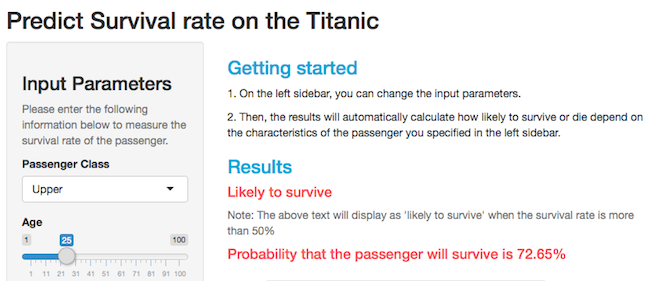 Predict Survival rate on the Titanic
Input Parameters
Please enter the following
information below to measure the
survival rate of the passenger.
Passenger Class
Upper
Age
1 25 100
1 11 21 31 41 51 61 71 81 91 100
Getting started
1. On the left sidebar, you can change the input parameters.
2. Then, the results will automatically calculate how likely to survive or die depend on
the characteristics of the passenger you specified in the left sidebar.
Results
Likely to survive
Note: The above text will display as 'likely to survive' when the survival rate is more
than 50%
Probability that the passenger will survive is 72.65%